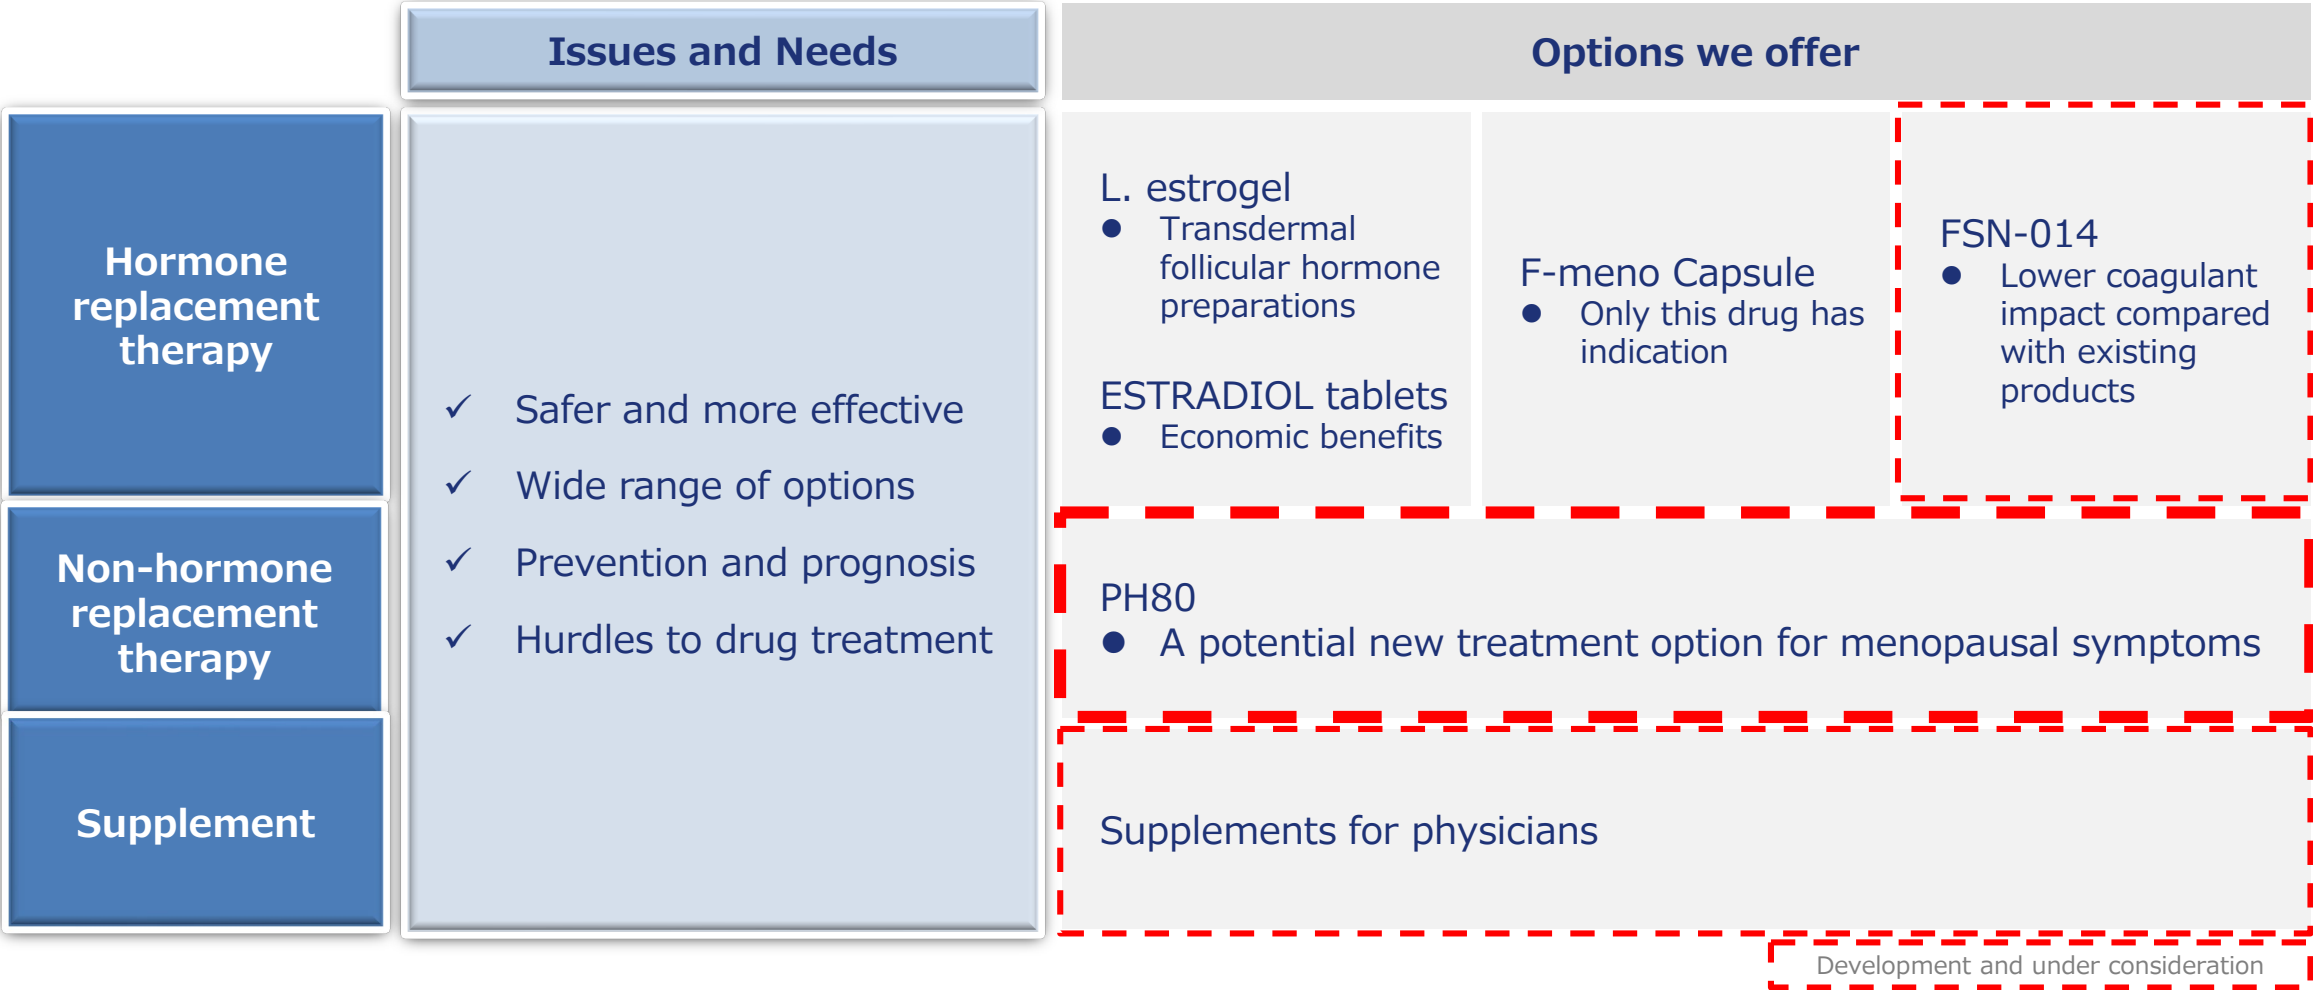 Issues and Needs
Options we offer
Hormone
replacement
therapy
✓ Safer and more effective
✓ Wide range of options
✓ Prevention and prognosis
✓ Hurdles to drug treatment
L. estrogel
● Transdermal
follicular hormone
preparations
ESTRADIOL tablets
● Economic benefits
F-meno Capsule
● Only this drug has
indication
FSN-014
● Lower coagulant
impact compared
with existing
products
Non-hormone
replacement
therapy
PH80
● A potential new treatment option for menopausal symptoms
Supplement
Supplements for physicians
Development and under consideration